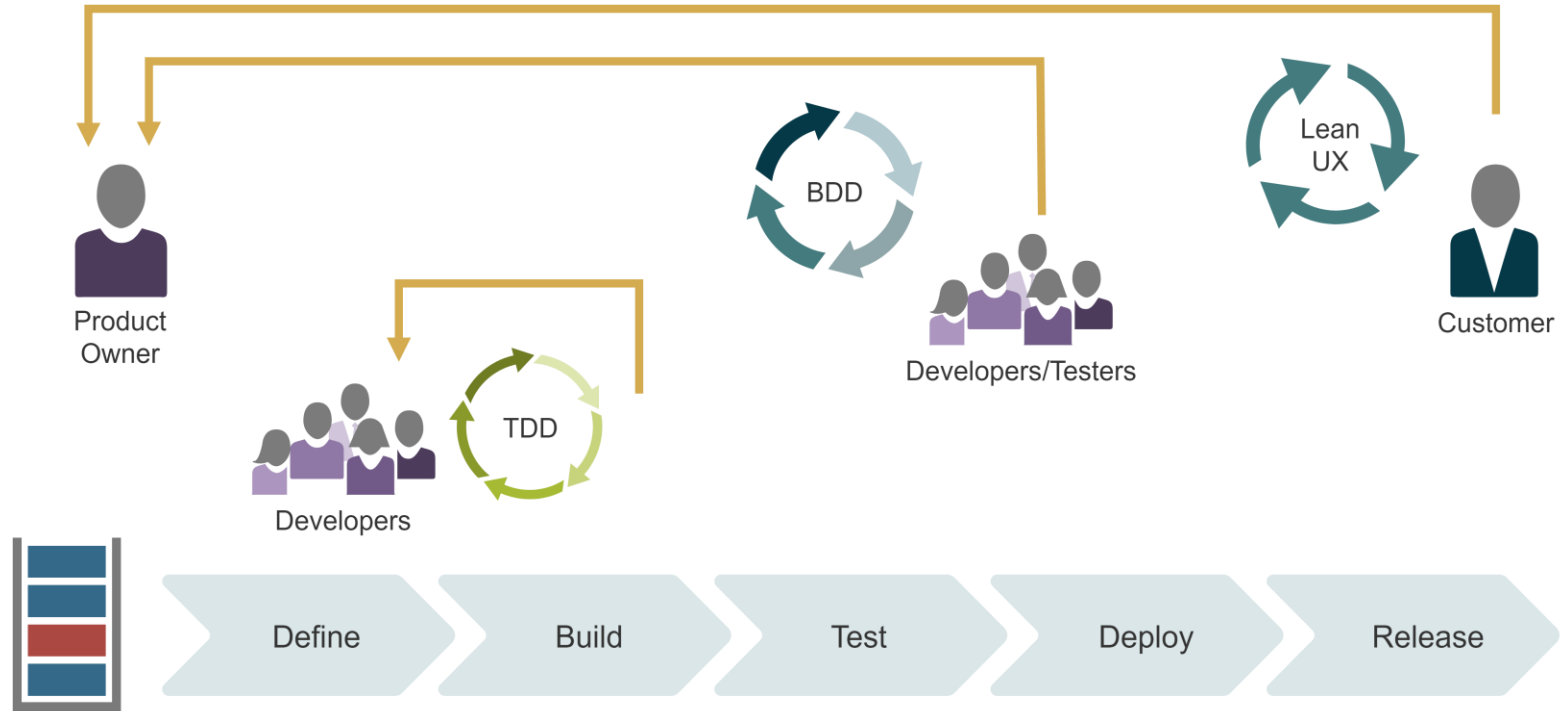 Lean
UX
BDD
Product
Owner
Customer
Developers/Testers
TDD
Developers
Define
Build
Test
Deploy
Release